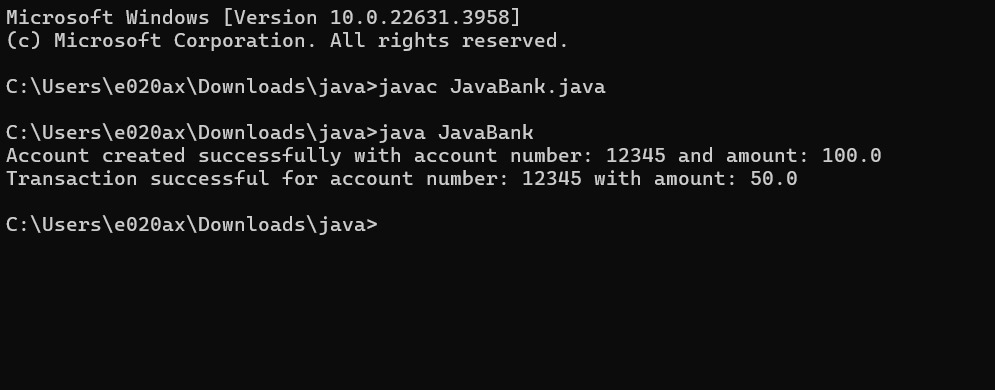 Microsoft Windows [Version 10.0.22631.3958]
(c) Microsoft Corporation. All rights reserved.
C:\Users\e020ax\Downloads\java>javac JavaBank.java
C:\Users\e020ax\Downloads\java>java JavaBank
Account created successfully with account number: 12345 and amount: 100.0
Transaction successful for account number: 12345 with amount: 50.0
C:\Users\e020ax\Downloads\java>